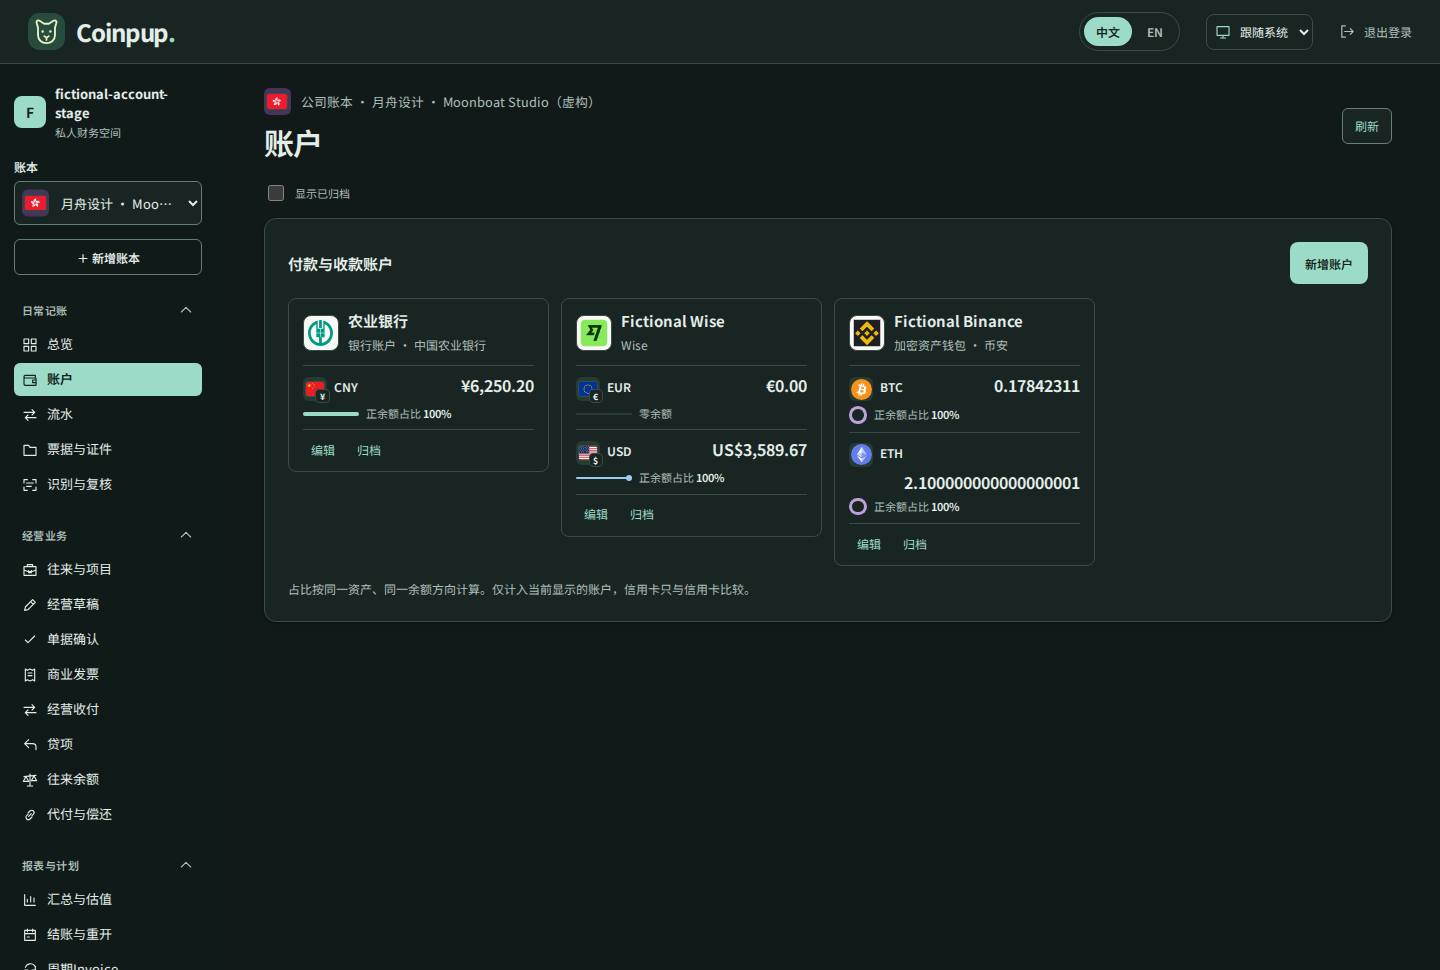 Coinpup.
中文 EN
跟随系统
退出登录
F
fictional-account-
stage
私人财务空间
账本
月舟设计 · Moo···
+ 新增账本
日常记账
总览
账户
流水
票据与证件
识别与复核
经营业务
往来与项目
经营草稿
单据确认
商业发票
经营收付
贷项
往来余额
代付与偿还
报表与计划
汇总与估值
结账与重开
周期Invoice
公司账本 · 月舟设计 · Moonboat Studio（虚构）
账户
刷新
显示已归档
付款与收款账户
新增账户
农业银行
银行账户 · 中国农业银行
¥
CNY ¥6,250.20
正余额占比 100%
编辑 归档
Fictional Wise
Wise
€
EUR €0.00
零余额
$
USD US$3,589.67
正余额占比 100%
编辑 归档
Fictional Binance
加密资产钱包 · 币安
BTC 0.17842311
正余额占比 100%
ETH
2.100000000000000001
正余额占比 100%
编辑 归档
占比按同一资产、同一余额方向计算。仅计入当前显示的账户，信用卡只与信用卡比较。